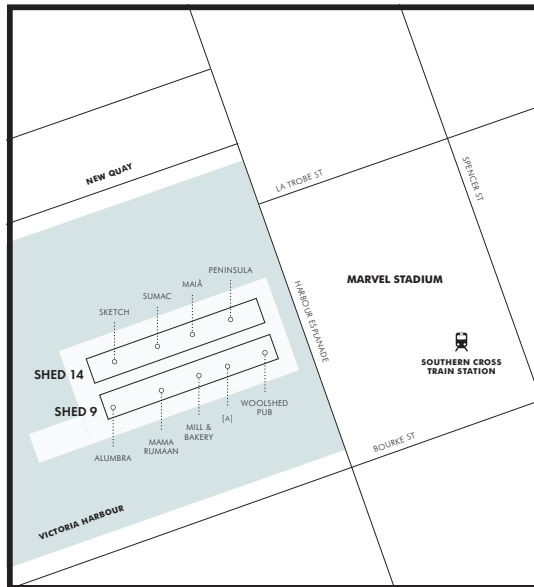 NEW QUAY
LA TROBE ST
SPENCER ST
PENINSULA
MAIÅ
SUMAC
SKETCH
HARBOUR ESPLANADE
MARVEL STADIUM
SHED 14
SOUTHERN CROSS
TRAIN STATION
SHED 9
WOOLSHED
PUB
[A]
MILL &
BAKERY
MAMA
RUMAAN
ALUMBRA
BOURKE ST
VICTORIA HARBOUR